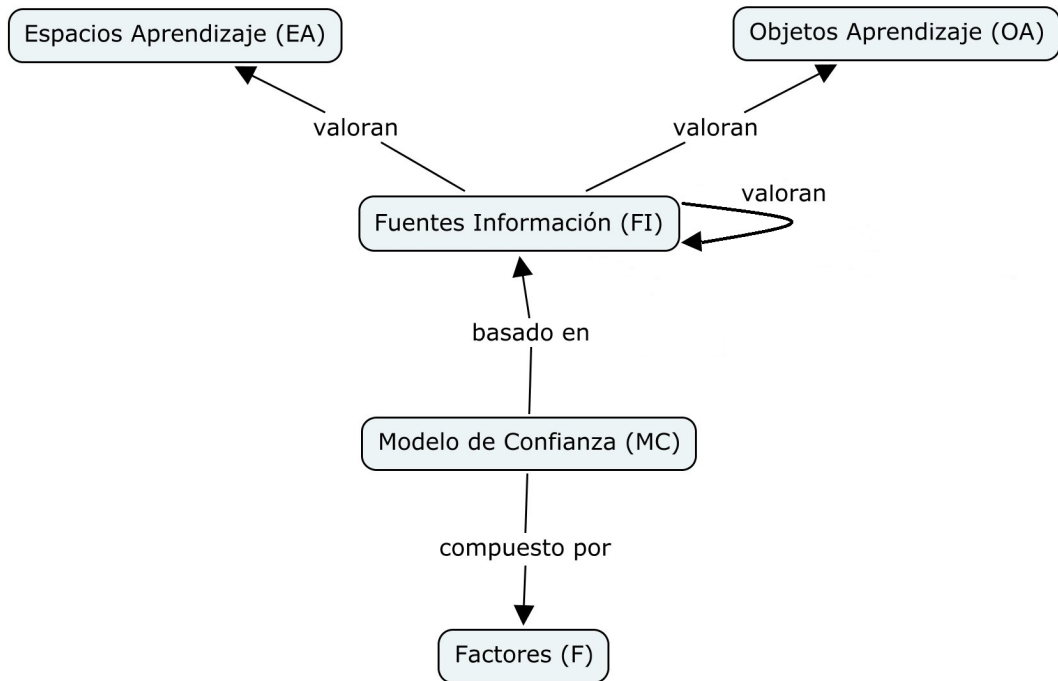 Espacios Aprendizaje (EA)
Objetos Aprendizaje (OA)
valoran
valoran
valoran
Fuentes Información (FI)
basado en
Modelo de Confianza (MC)
compuesto por
Factores (F)